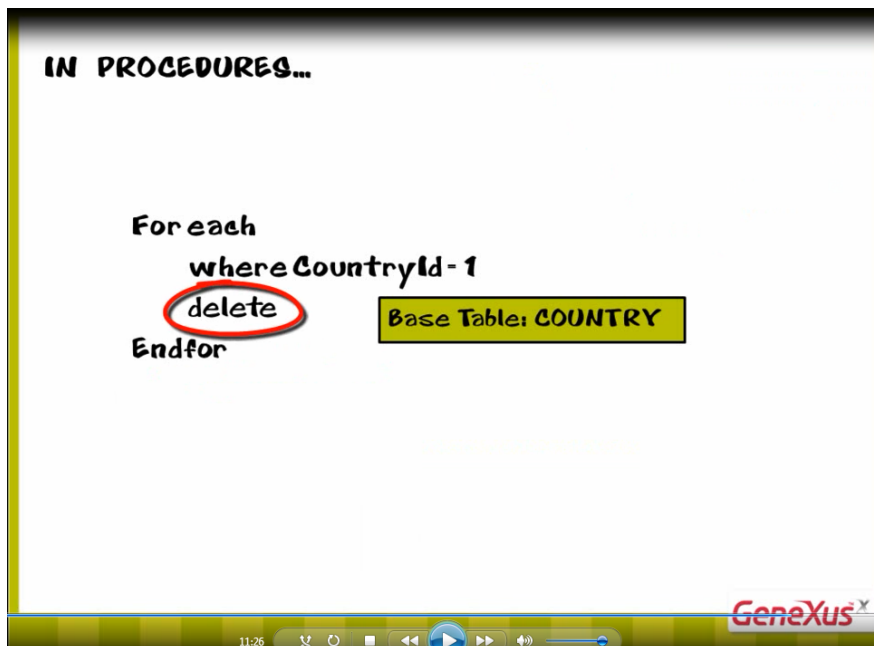 IN PROCEDURES...
For each
where CountryId = 1
delete
Base Table: COUNTRY
Endfor
GeneXus X
11:26